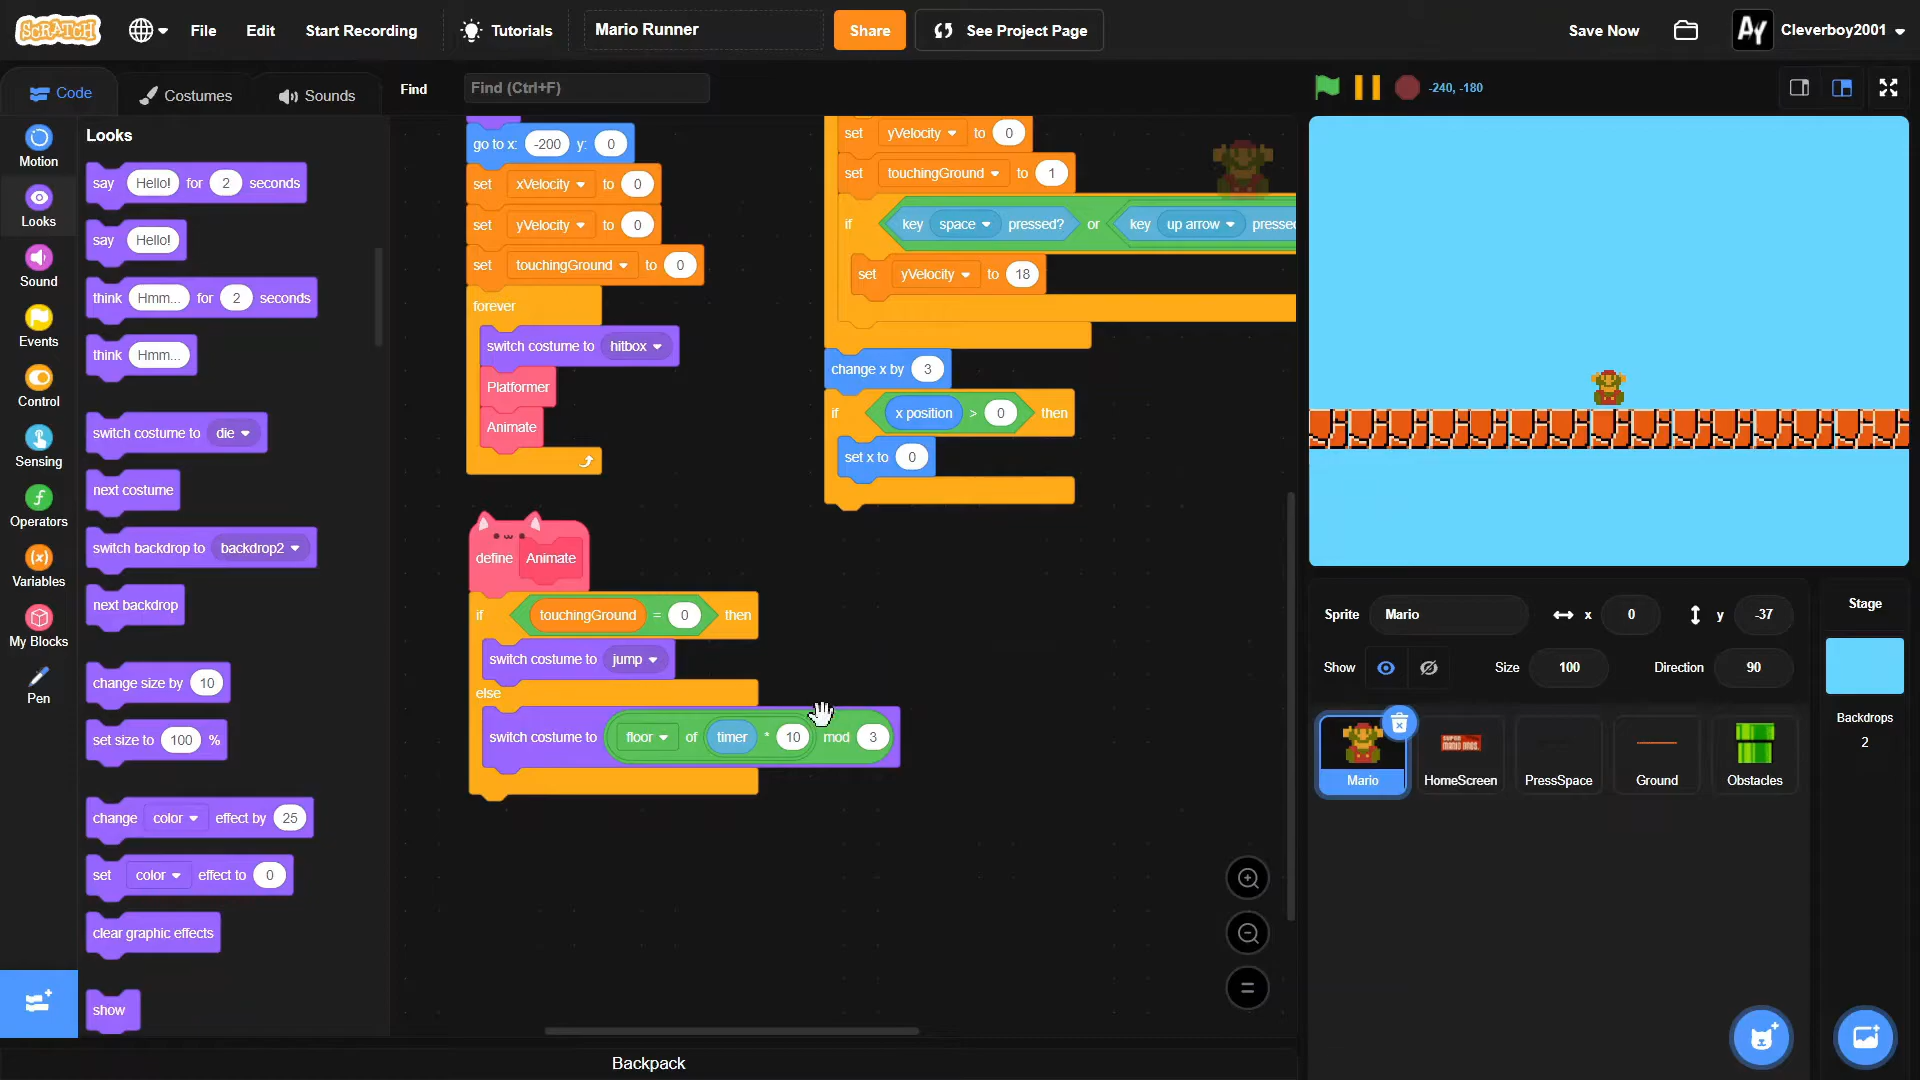 SCRATCH File Edit Start Recording Tutorials Mario Runner Share See Project Page Save Now Ay Cleverboy2001
Code Costumes Sounds Find Find (Ctrl+F) -240, -180
Motion
Looks
Sound
Events
Control
Sensing
Operators
Variables
My Blocks
Pen
Looks
say Hello! for 2 seconds
say Hello!
think Hmm... for 2 seconds
think Hmm...
switch costume to die
next costume
switch backdrop to backdrop2
next backdrop
change size by 10
set size to 100 %
change color effect by 25
set color effect to 0
clear graphic effects
show
go to x: -200 y: 0
set xVelocity to 0
set yVelocity to 0
set touchingGround to 0
forever
switch costume to hitbox
Platformer
Animate
define Animate
if touchingGround = 0 then
switch costume to jump
else
switch costume to floor of timer * 10 mod 3
set yVelocity to 0
set touchingGround to 1
if key space pressed? or key up arrow pressed
set yVelocity to 18
change x by 3
if x position > 0 then
set x to 0
Sprite Mario x 0 y -37
Show Size 100 Direction 90
Mario HomeScreen PressSpace Ground Obstacles
Stage
Backdrops
2
Backpack